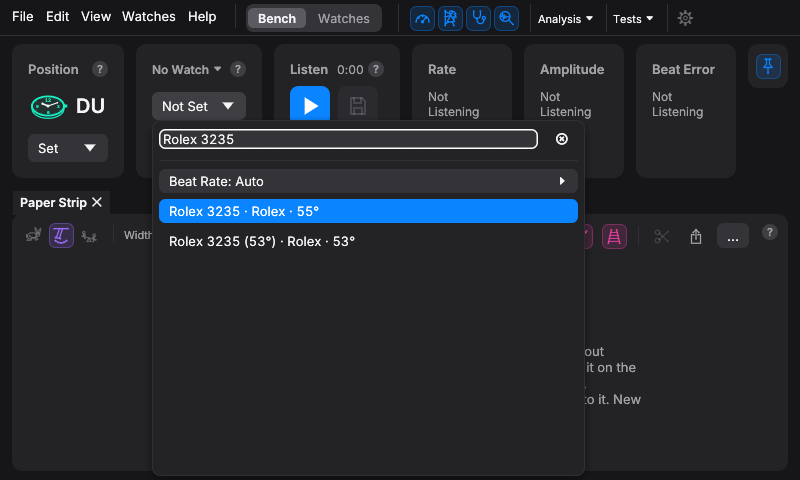 File Edit View Watches Help Bench Watches Analysis Tests
Position ? No Watch ? Listen 0:00 ? Rate Amplitude Beat Error
DU Not Set Not Listening Not Listening Not Listening
Set
Rolex 3235
Beat Rate: Auto
Rolex 3235 · Rolex · 55°
Rolex 3235 (53°) · Rolex · 53°
Paper Strip
Width ... ?
out
it on the
to it. New